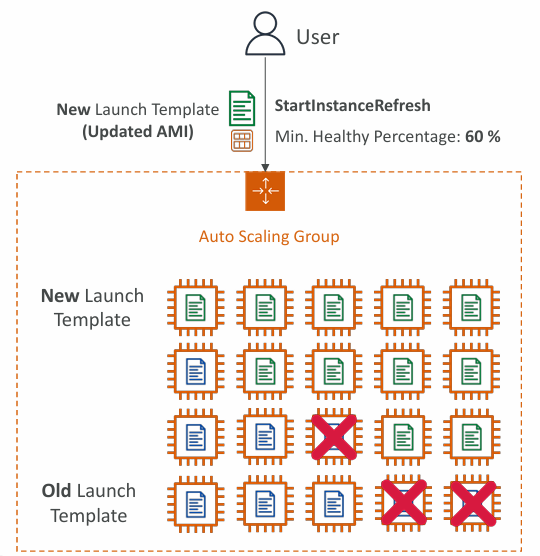 User
New Launch Template
(Updated AMI)
StartInstanceRefresh
Min. Healthy Percentage: 60 %
Auto Scaling Group
New Launch
Template
Old Launch
Template